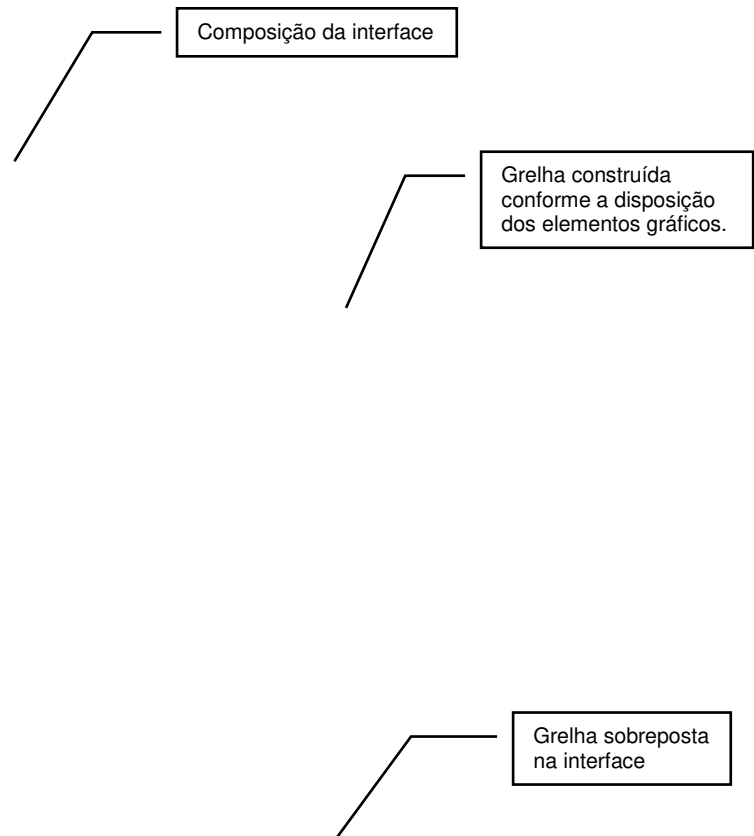 Composição da interface
Grelha construída
conforme a disposição
dos elementos gráficos.
Grelha sobreposta
na interface